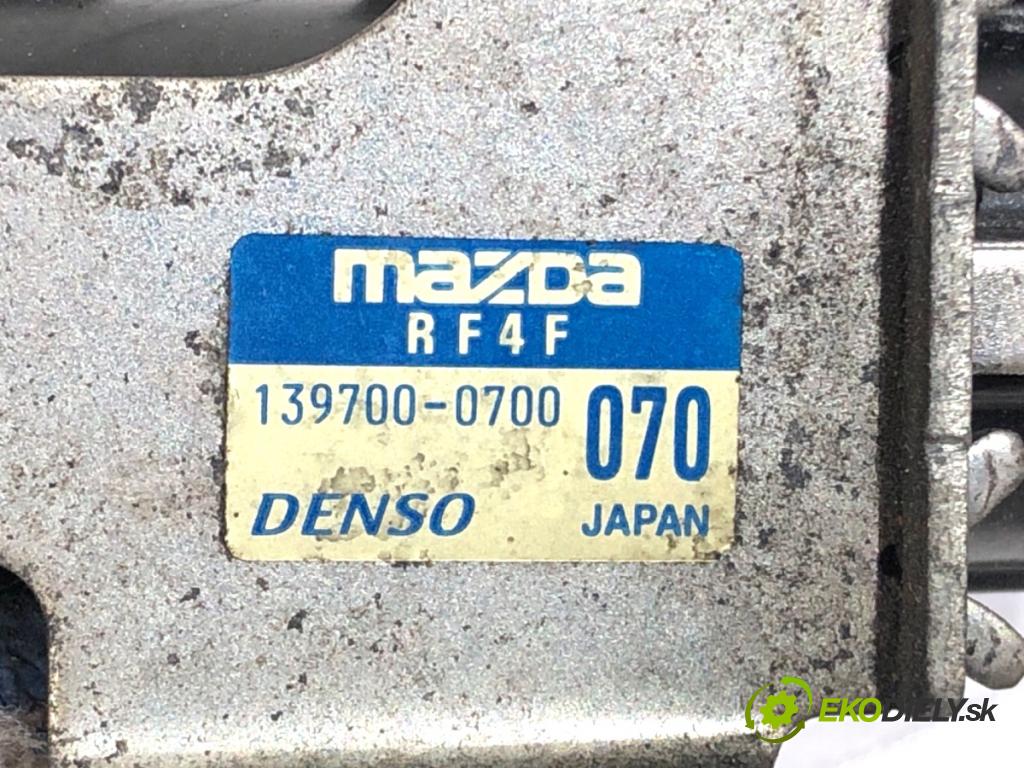 mazda
RF4F
139700-0700 070
DENSO JAPAN
EKODIELY.sk